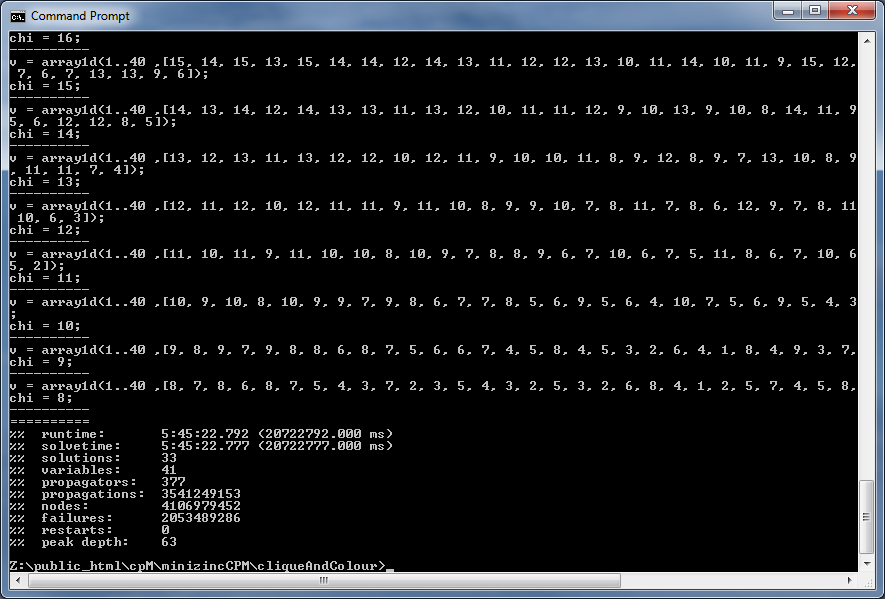 Command Prompt
chi = 16;
----------
v = array1d(1..40 ,[15, 14, 15, 13, 15, 14, 14, 12, 14, 13, 11, 12, 12, 13, 10, 11, 14, 10, 11, 9, 15, 12,
 7, 6, 7, 13, 13, 9, 6]);
chi = 15;
----------
v = array1d(1..40 ,[14, 13, 14, 12, 14, 13, 13, 11, 13, 12, 10, 11, 11, 12, 9, 10, 13, 9, 10, 8, 14, 11, 9
5, 6, 12, 12, 8, 5]);
chi = 14;
----------
v = array1d(1..40 ,[13, 12, 13, 11, 13, 12, 12, 10, 12, 11, 9, 10, 10, 11, 8, 9, 12, 8, 9, 7, 13, 10, 8, 9
, 11, 11, 7, 4]);
chi = 13;
----------
v = array1d(1..40 ,[12, 11, 12, 10, 12, 11, 11, 9, 11, 10, 8, 9, 9, 10, 7, 8, 11, 7, 8, 6, 12, 9, 7, 8, 11
 10, 6, 3]);
chi = 12;
----------
v = array1d(1..40 ,[11, 10, 11, 9, 11, 10, 10, 8, 10, 9, 7, 8, 8, 9, 6, 7, 10, 6, 7, 5, 11, 8, 6, 7, 10, 6
5, 2]);
chi = 11;
----------
v = array1d(1..40 ,[10, 9, 10, 8, 10, 9, 9, 7, 9, 8, 6, 7, 7, 8, 5, 6, 9, 5, 6, 4, 10, 7, 5, 6, 9, 5, 4, 3
;
chi = 10;
----------
v = array1d(1..40 ,[9, 8, 9, 7, 9, 8, 8, 6, 8, 7, 5, 6, 6, 7, 4, 5, 8, 4, 5, 3, 2, 6, 4, 1, 8, 4, 9, 3, 7,
chi = 9;
----------
v = array1d(1..40 ,[8, 7, 8, 6, 8, 7, 5, 4, 3, 7, 2, 3, 5, 4, 3, 2, 5, 3, 2, 6, 8, 4, 1, 2, 5, 7, 4, 5, 8,
chi = 8;
----------
==========
%%  runtime:       5:45:22.792 (20722792.000 ms)
%%  solvetime:     5:45:22.777 (20722777.000 ms)
%%  solutions:     33
%%  variables:     41
%%  propagators:   377
%%  propagations:  3541249153
%%  nodes:         4106979452
%%  failures:      2053489286
%%  restarts:      0
%%  peak depth:    63
Z:\public_html\cpM\minizincCPM\cliqueAndColour>_